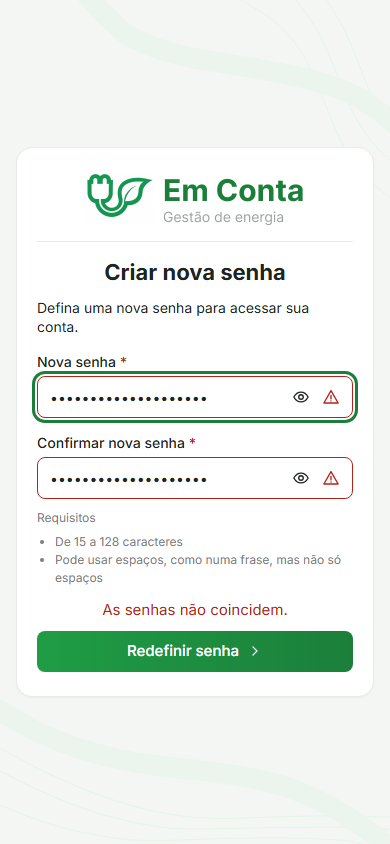 Em Conta
Gestão de energia
Criar nova senha
Defina uma nova senha para acessar sua
conta.
Nova senha *
••••••••••••••••••••
Confirmar nova senha *
••••••••••••••••••••
Requisitos
• De 15 a 128 caracteres
• Pode usar espaços, como numa frase, mas não só
espaços
As senhas não coincidem.
Redefinir senha